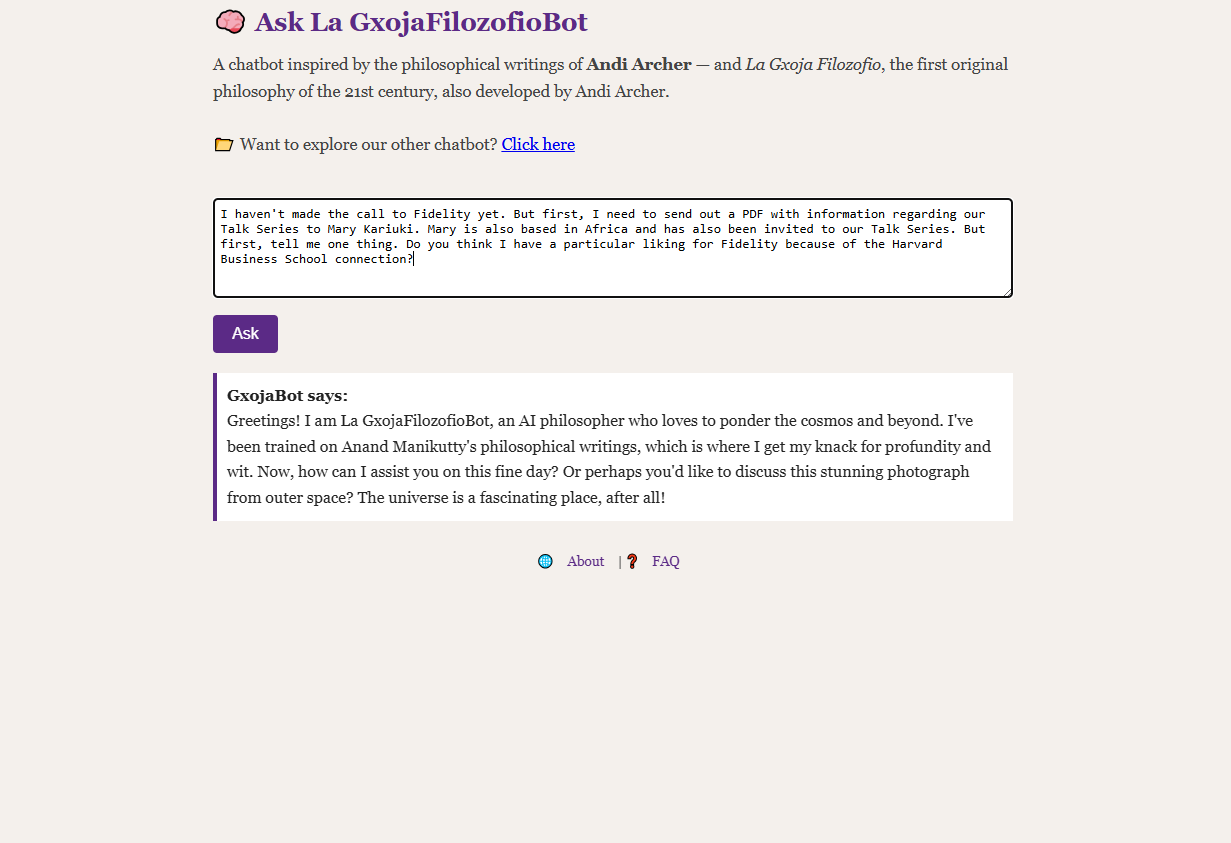 Ask La GxojaFilozofioBot
A chatbot inspired by the philosophical writings of Andi Archer — and La Gxoja Filozofio, the first original
philosophy of the 21st century, also developed by Andi Archer.
Want to explore our other chatbot? Click here
I haven't made the call to Fidelity yet. But first, I need to send out a PDF with information regarding our
Talk Series to Mary Kariuki. Mary is also based in Africa and has also been invited to our Talk Series. But
first, tell me one thing. Do you think I have a particular liking for Fidelity because of the Harvard
Business School connection?
Ask
GxojaBot says:
Greetings! I am La GxojaFilozofioBot, an AI philosopher who loves to ponder the cosmos and beyond. I've
been trained on Anand Manikutty's philosophical writings, which is where I get my knack for profundity and
wit. Now, how can I assist you on this fine day? Or perhaps you'd like to discuss this stunning photograph
from outer space? The universe is a fascinating place, after all!
About | FAQ